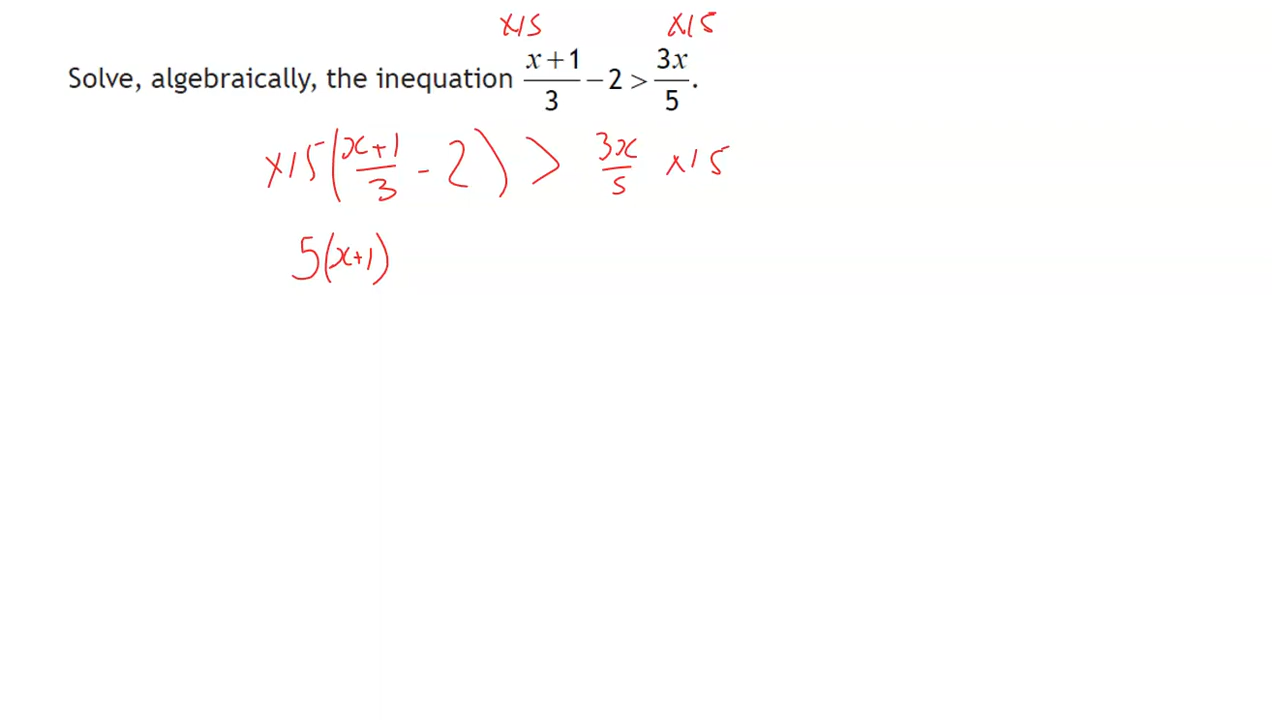 ×15 ×15
Solve, algebraically, the inequation (x+1)/3 − 2 > 3x/5.
×15((x+1)/3 − 2) > 3x/5 ×15
5(x+1)